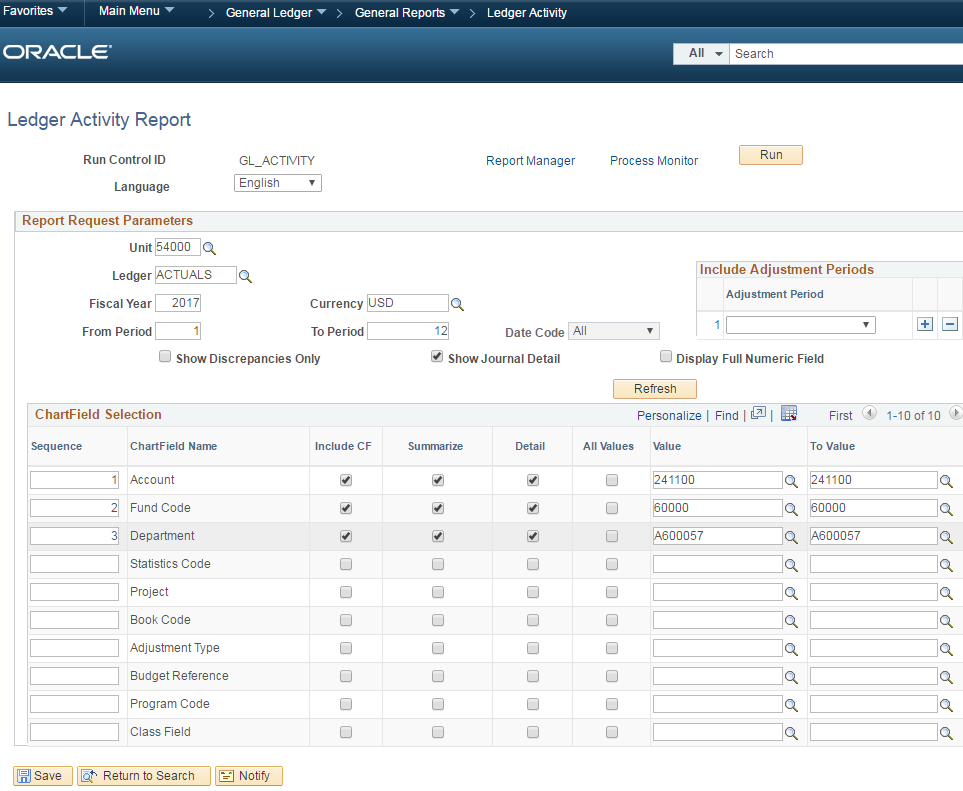 Favorites Main Menu > General Ledger > General Reports > Ledger Activity
ORACLE
All Search
Ledger Activity Report
Run Control ID GL_ACTIVITY Report Manager Process Monitor Run
Language English
Report Request Parameters
Unit 54000
Ledger ACTUALS
Include Adjustment Periods
Fiscal Year 2017 Currency USD
Adjustment Period
From Period 1 To Period 12 Date Code All
1
Show Discrepancies Only Show Journal Detail Display Full Numeric Field
Refresh
ChartField Selection Personalize | Find | | First 1-10 of 10
Sequence ChartField Name Include CF Summarize Detail All Values Value To Value
1 Account 241100 241100
2 Fund Code 60000 60000
3 Department A600057 A600057
Statistics Code
Project
Book Code
Adjustment Type
Budget Reference
Program Code
Class Field
Save Return to Search Notify